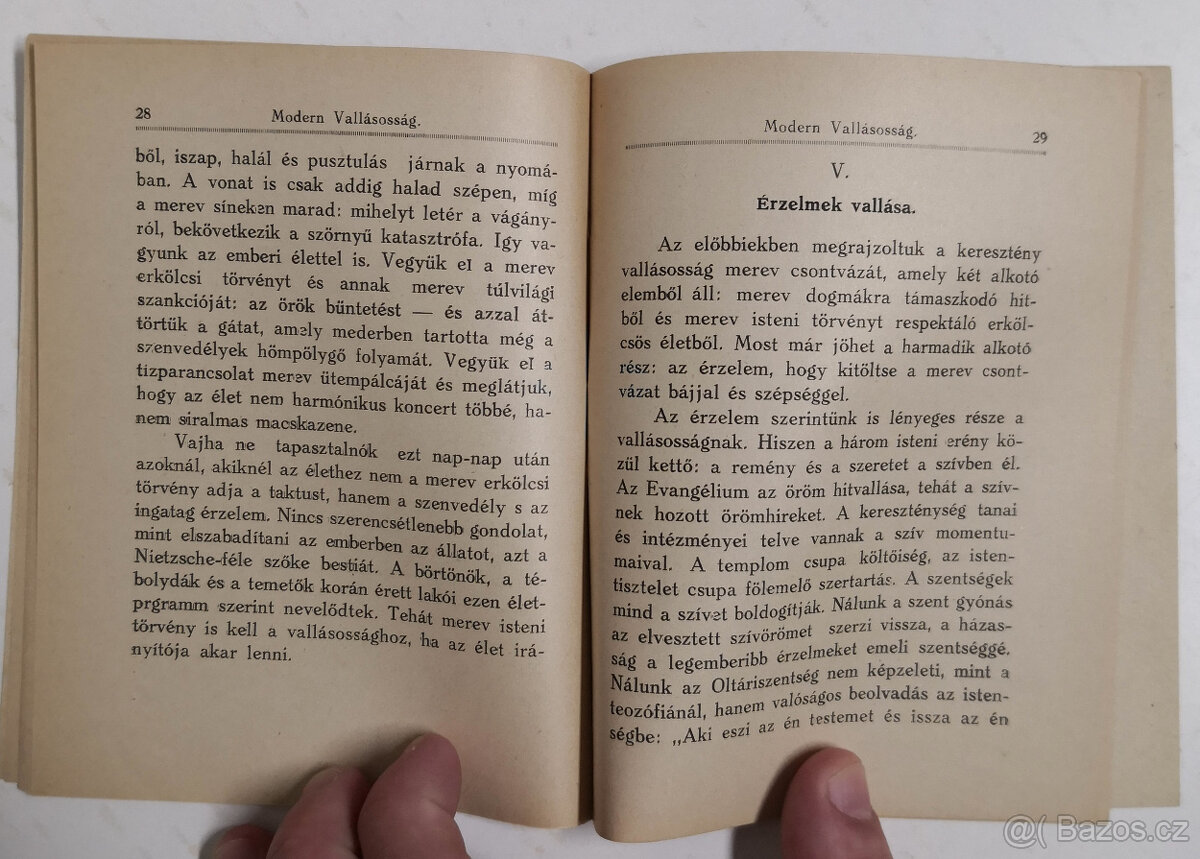 28
Modern Vallásosság.
ből, iszap, halál és pusztulás járnak a nyomá-
ban. A vonat is csak addig halad szépen, míg
a merev síneken marad: mihelyt letér a vágány-
ról, bekövetkezik a szörnyű katasztrófa. Igy va-
gyunk az emberi élettel is. Vegyük el a merev
erkölcsi törvényt és annak merev túlvilági
szankcióját: az örök büntetést — és azzal át-
törtük a gátat, amely mederben tartotta még a
szenvedélyek hömpölygő folyamát. Vegyük el a
tízparancsolat merev ütempálcáját és meglátjuk,
hogy az élet nem harmónikus koncert többé, ha-
nem siralmas macskazene.
Vajha ne tapasztalnók ezt nap-nap után
azoknál, akiknél az élethez nem a merev erkölcsi
törvény adja a taktust, hanem a szenvedély s az
ingatag érzelem. Nincs szerencsétlenebb gondolat,
mint elszabadítani az emberben az állatot, azt a
Nietzsche-féle szőke bestiát. A börtönök, a té-
bolydák és a temetők korán érett lakói ezen élet-
prgramm szerint nevelődtek. Tehát merev isteni
törvény is kell a vallásossághoz, ha az élet irá-
nyítója akar lenni.
Modern Vallásosság.
29
V.
Érzelmek vallása.
Az előbbiekben megrajzoltuk a keresztény
vallásosság merev csontvázát, amely két alkotó
elemből áll: merev dogmákra támaszkodó hit-
ből és merev isteni törvényt respektáló erköl-
csös életből. Most már jöhet a harmadik alkotó
rész: az érzelem, hogy kitöltse a merev csont-
vázat bájjal és szépséggel.
Az érzelem szerintünk is lényeges része a
vallásosságnak. Hiszen a három isteni erény kö-
zül kettő: a remény és a szeretet a szívben él.
Az Evangélium az öröm hitvallása, tehát a szív-
nek hozott örömhireket. A kereszténység tanai
és intézményei telve vannak a szív momentu-
maival. A templom csupa költőiség, az isten-
tisztelet csupa fölemelő szertartás. A szentségek
mind a szívet boldogítják. Nálunk a szent gyónás
az elvesztett szívörömet szerzi vissza, a házas-
ság a legemberibb érzelmeket emeli szentséggé.
Nálunk az Oltáriszentség nem képzeleti, mint a
teozófiánál, hanem valóságos beolvadás az isten-
ségbe: „Aki eszi az én testemet és issza az én
@( Bazos.cz